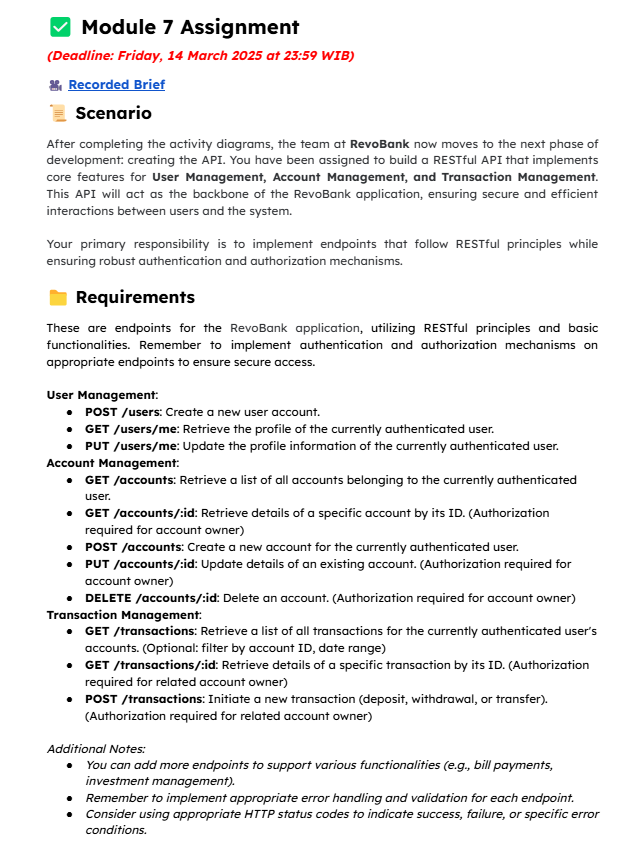 ✅ Module 7 Assignment
(Deadline: Friday, 14 March 2025 at 23:59 WIB)
🎥 Recorded Brief
📜 Scenario
After completing the activity diagrams, the team at RevoBank now moves to the next phase of
development: creating the API. You have been assigned to build a RESTful API that implements
core features for User Management, Account Management, and Transaction Management.
This API will act as the backbone of the RevoBank application, ensuring secure and efficient
interactions between users and the system.
Your primary responsibility is to implement endpoints that follow RESTful principles while
ensuring robust authentication and authorization mechanisms.
📁 Requirements
These are endpoints for the RevoBank application, utilizing RESTful principles and basic
functionalities. Remember to implement authentication and authorization mechanisms on
appropriate endpoints to ensure secure access.
User Management:
● POST /users: Create a new user account.
● GET /users/me: Retrieve the profile of the currently authenticated user.
● PUT /users/me: Update the profile information of the currently authenticated user.
Account Management:
● GET /accounts: Retrieve a list of all accounts belonging to the currently authenticated
user.
● GET /accounts/:id: Retrieve details of a specific account by its ID. (Authorization
required for account owner)
● POST /accounts: Create a new account for the currently authenticated user.
● PUT /accounts/:id: Update details of an existing account. (Authorization required for
account owner)
● DELETE /accounts/:id: Delete an account. (Authorization required for account owner)
Transaction Management:
● GET /transactions: Retrieve a list of all transactions for the currently authenticated user's
accounts. (Optional: filter by account ID, date range)
● GET /transactions/:id: Retrieve details of a specific transaction by its ID. (Authorization
required for related account owner)
● POST /transactions: Initiate a new transaction (deposit, withdrawal, or transfer).
(Authorization required for related account owner)
Additional Notes:
● You can add more endpoints to support various functionalities (e.g., bill payments,
investment management).
● Remember to implement appropriate error handling and validation for each endpoint.
● Consider using appropriate HTTP status codes to indicate success, failure, or specific error
conditions.